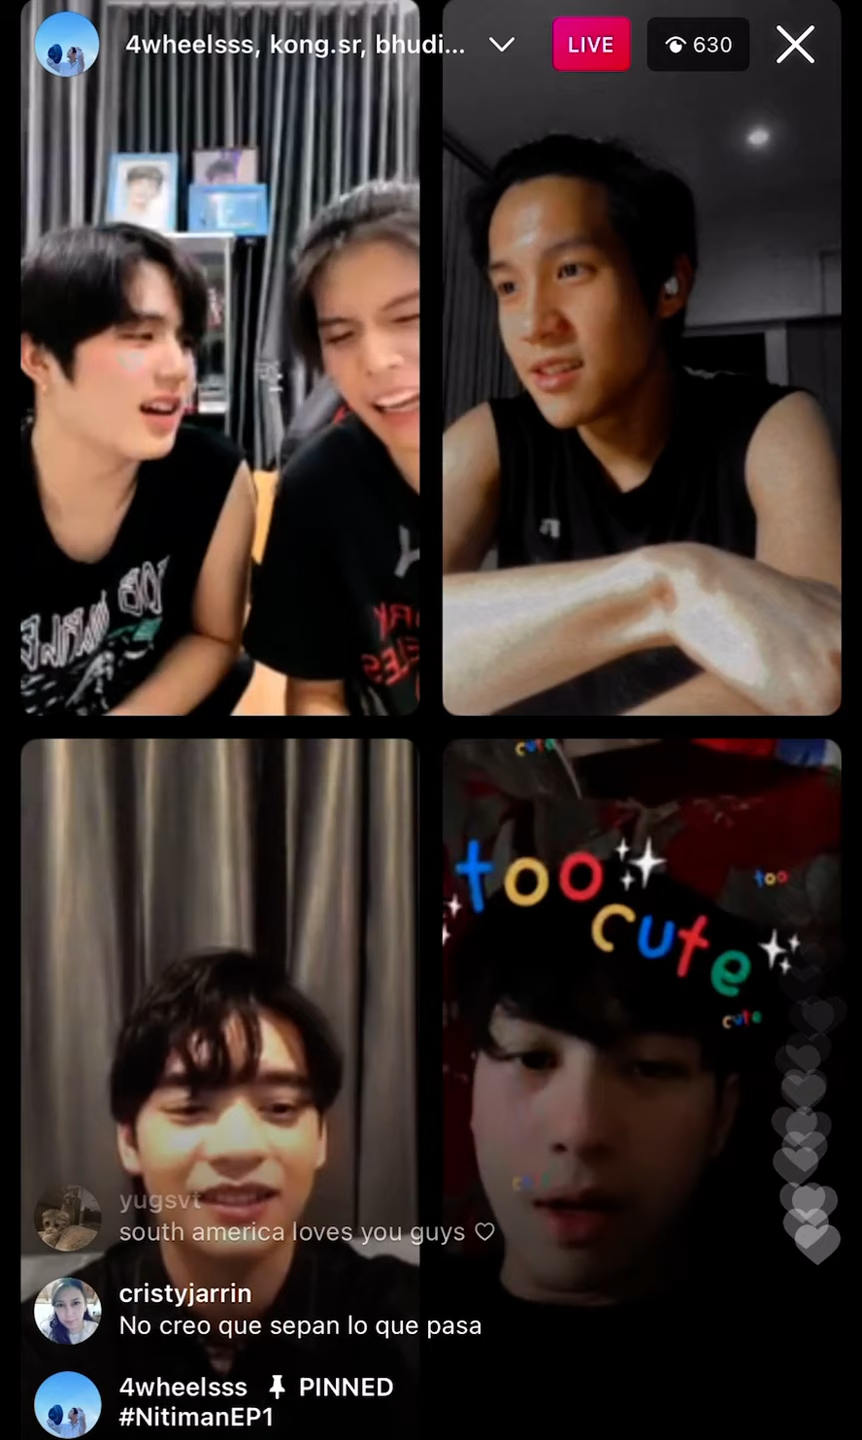 4wheelsss, kong.sr, bhudi...
LIVE
630
too
cute
too
cute
cute
yugsvt
south america loves you guys ♡
cristyjarrin
No creo que sepan lo que pasa
4wheelsss PINNED
#NitimanEP1